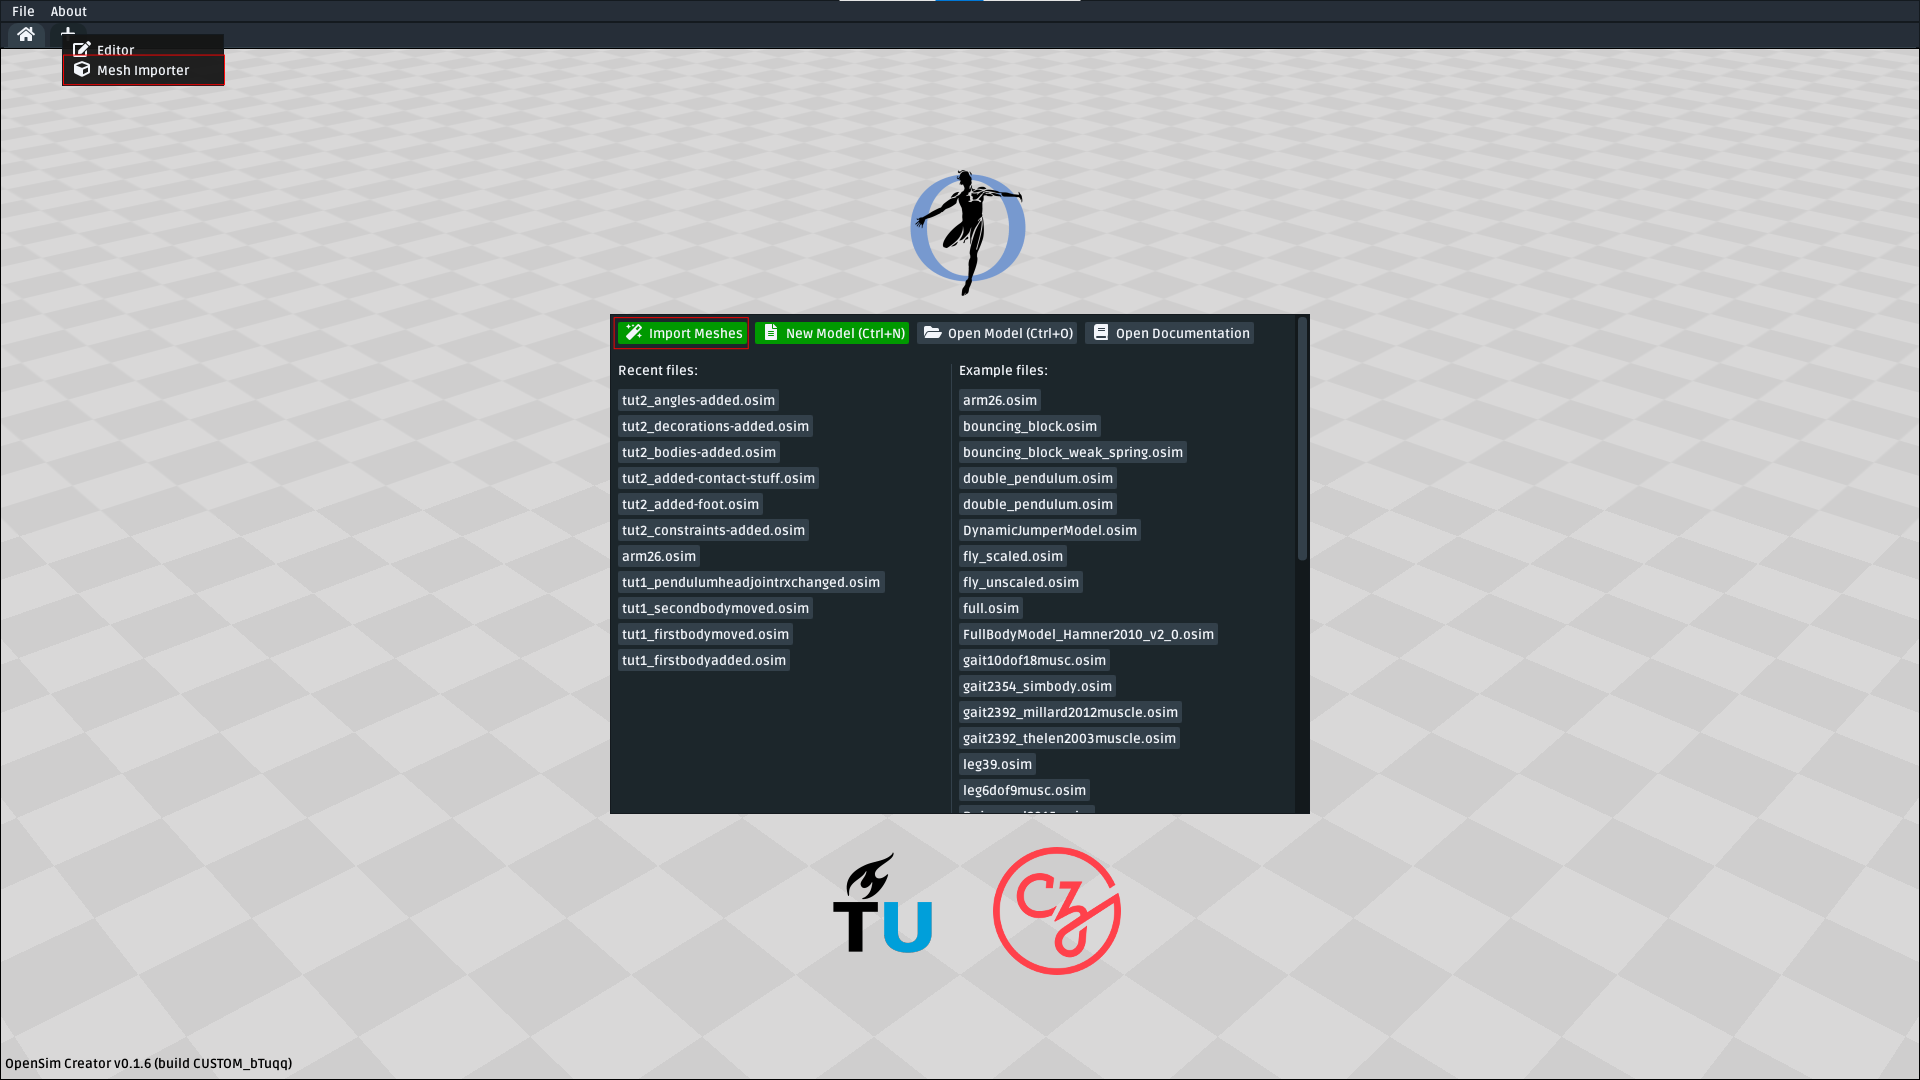 File About
Editor
Mesh Importer
Import Meshes New Model (Ctrl+N) Open Model (Ctrl+O) Open Documentation
Recent files:
tut2_angles-added.osim
tut2_decorations-added.osim
tut2_bodies-added.osim
tut2_added-contact-stuff.osim
tut2_added-foot.osim
tut2_constraints-added.osim
arm26.osim
tut1_pendulumheadjointrxchanged.osim
tut1_secondbodymoved.osim
tut1_firstbodymoved.osim
tut1_firstbodyadded.osim
Example files:
arm26.osim
bouncing_block.osim
bouncing_block_weak_spring.osim
double_pendulum.osim
double_pendulum.osim
DynamicJumperModel.osim
fly_scaled.osim
fly_unscaled.osim
full.osim
FullBodyModel_Hamner2010_v2_0.osim
gait10dof18musc.osim
gait2354_simbody.osim
gait2392_millard2012muscle.osim
gait2392_thelen2003muscle.osim
leg39.osim
leg6dof9musc.osim
TU
CZ
OpenSim Creator v0.1.6 (build CUSTOM_bTuqq)